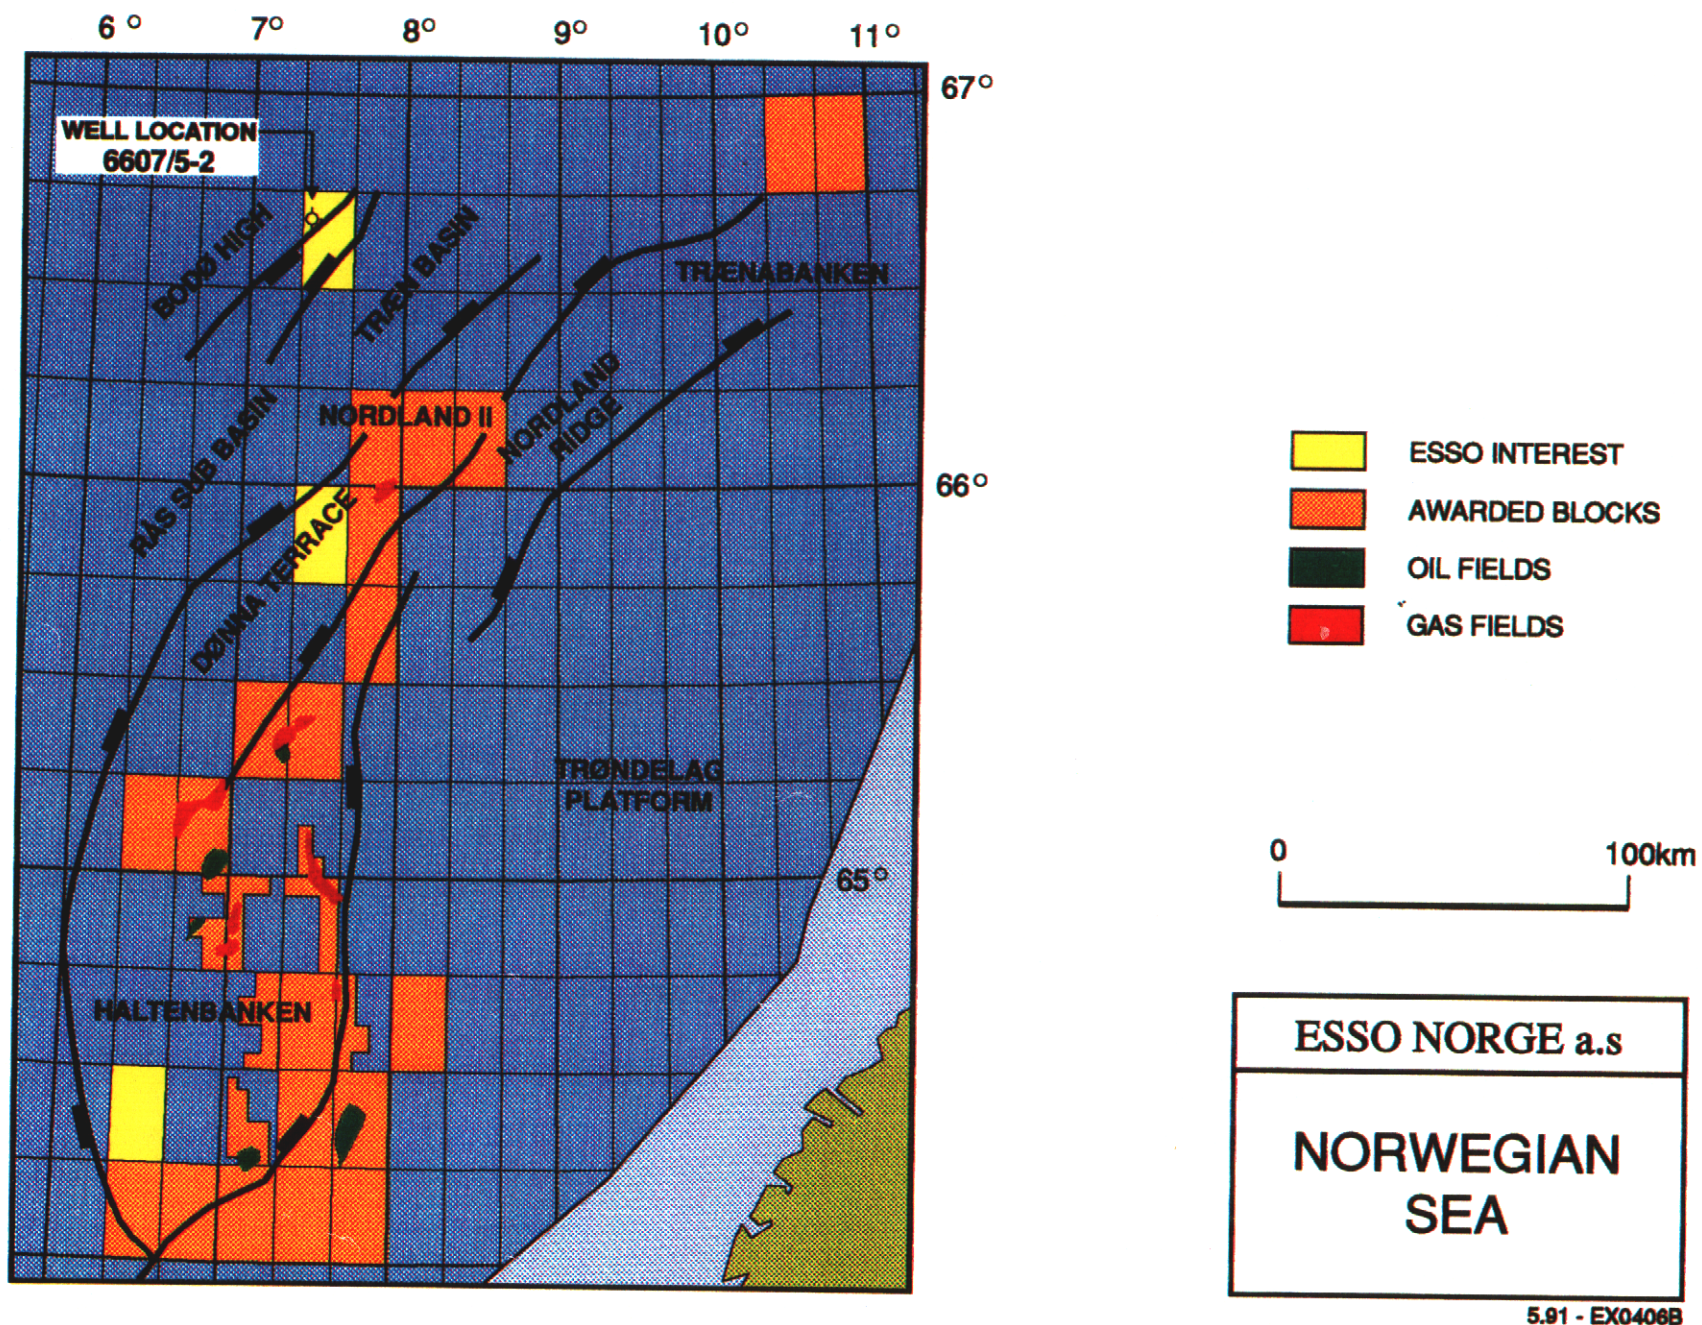 6° 7° 8° 9° 10° 11°
67°
WELL LOCATION
6607/5-2
BODØ HIGH
TRÆN BASIN
TRÆNABANKEN
NORDLAND II
NORDLAND
RIDGE
RÅS SUB BASIN
66°
DØNNA TERRACE
TRØNDELAG
PLATFORM
65°
HALTENBANKEN
ESSO INTEREST
AWARDED BLOCKS
OIL FIELDS
GAS FIELDS
0 100km
ESSO NORGE a.s
NORWEGIAN
SEA
5.91 - EX0406B